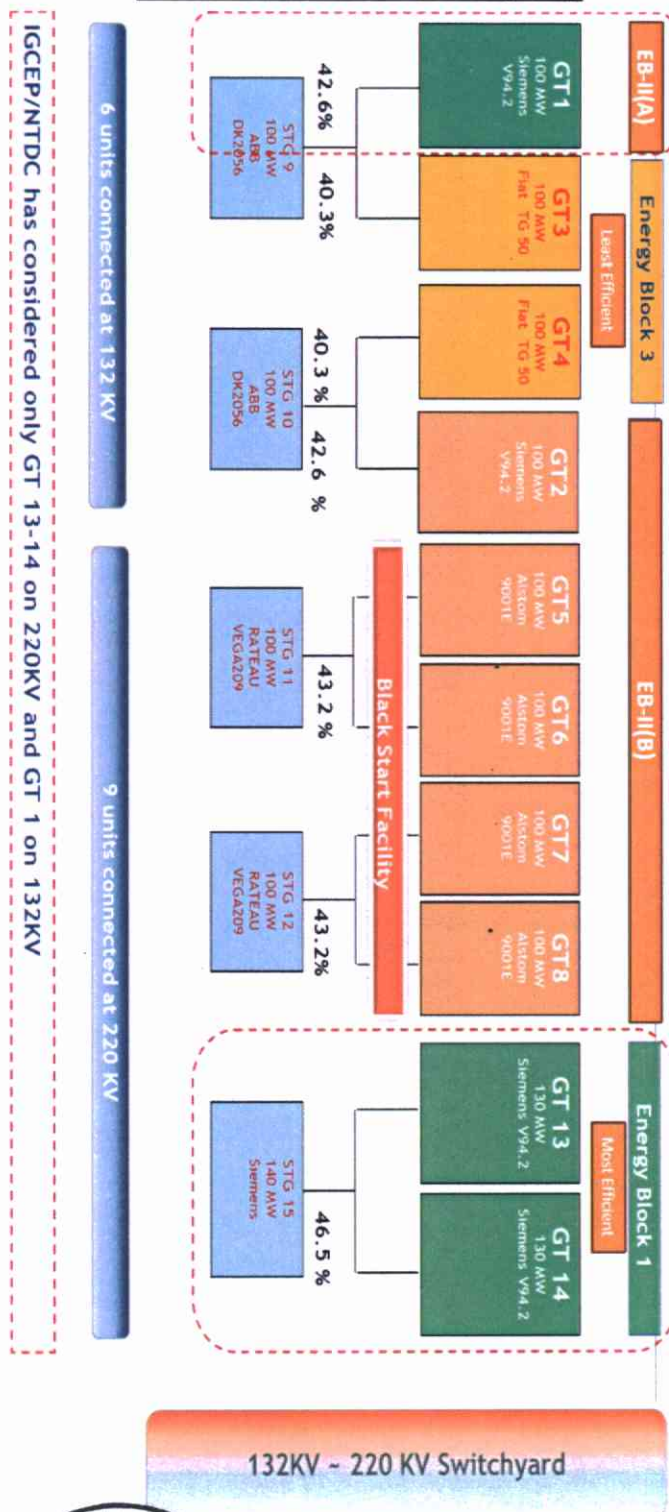 EB-II(A)
Energy Block 3
EB-II(B)
Energy Block 1
Least Efficient
Most Efficient
GT1
100 MW
Siemens
V94.2
GT3
100 MW
Fiat TG 50
GT4
100 MW
Fiat TG 50
GT2
100 MW
Siemens
V94.2
GT5
100 MW
Alstom
9001E
GT6
100 MW
Alstom
9001E
GT7
100 MW
Alstom
9001E
GT8
100 MW
Alstom
9001E
GT 13
130 MW
Siemens V94.2
GT 14
130 MW
Siemens V94.2
Black Start Facility
42.6%
40.3%
40.3 %
42.6 %
43.2 %
43.2%
46.5 %
STG 9
100 MW
ABB
DK2056
STG 10
100 MW
ABB
DK2056
STG 11
100 MW
RATEAU
VEGA209
STG 12
100 MW
RATEAU
VEGA209
STG 15
140 MW
Siemens
6 units connected at 132 KV
9 units connected at 220 KV
IGCEP/NTDC has considered only GT 13-14 on 220KV and GT 1 on 132KV
132KV ~ 220 KV Switchyard